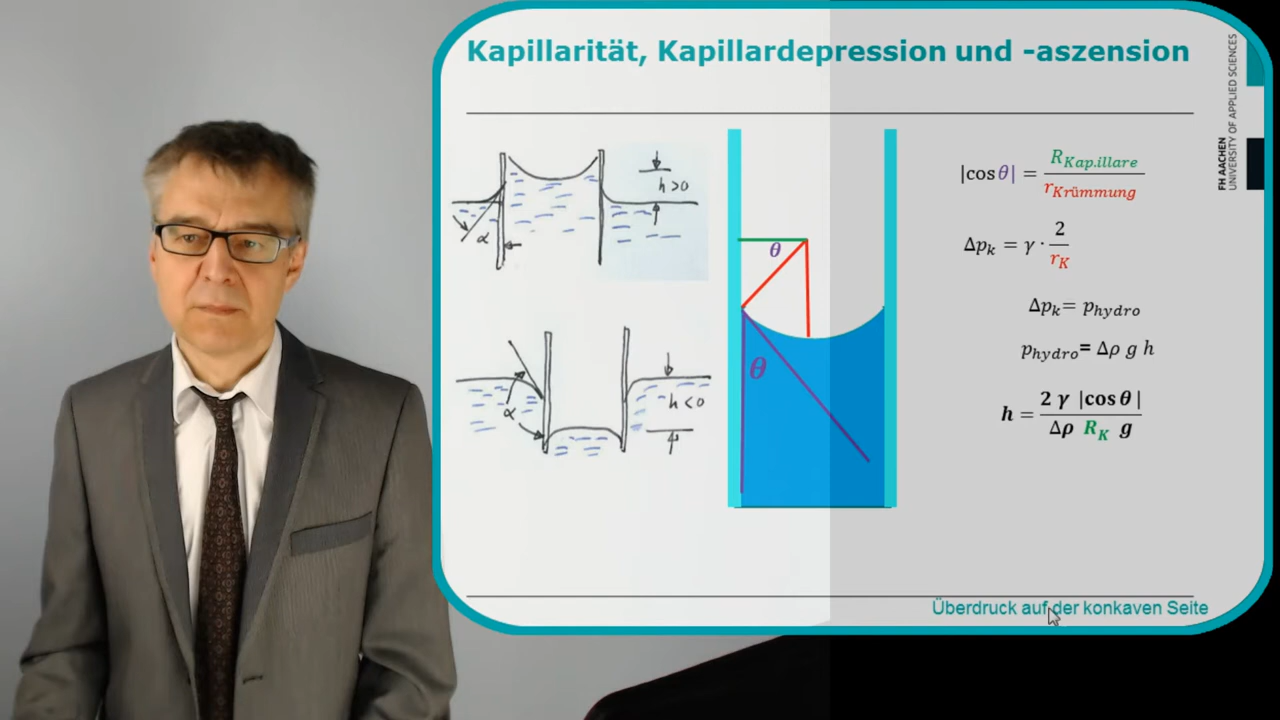 Kapillarität, Kapillardepression und -aszension
FH AACHEN
UNIVERSITY OF APPLIED SCIENCES
h>0
α
h<0
α
θ
θ
|cosθ| = R_Kap.illare / r_Krümmung
Δp_k = γ · 2 / r_K
Δp_k= p_hydro
p_hydro= Δρ g h
h = 2 γ |cos θ | / Δρ R_K g
Überdruck auf der konkaven Seite